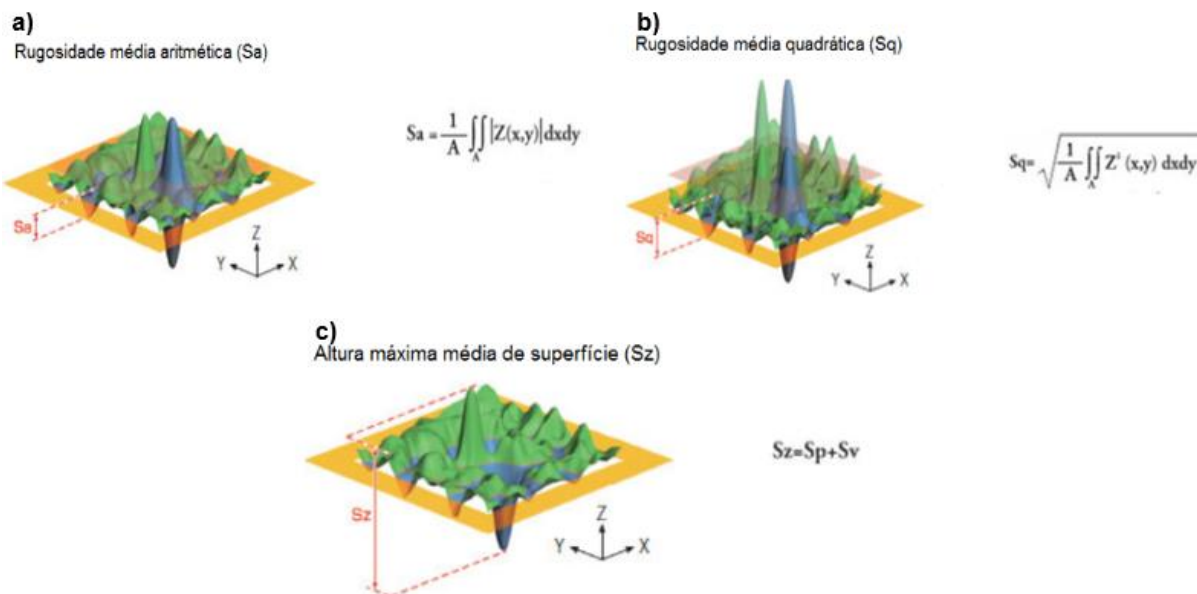 a)
Rugosidade média aritmética (Sa)
Sa = 1/A ∬A |Z(x,y)| dxdy
Sa
Z
Y
X
b)
Rugosidade média quadrática (Sq)
Sq= √(1/A ∬A Z² (x,y) dxdy
Sq
Z
Y
X
c)
Altura máxima média de superfície (Sz)
Sz=Sp+Sv
Sz
Z
Y
X